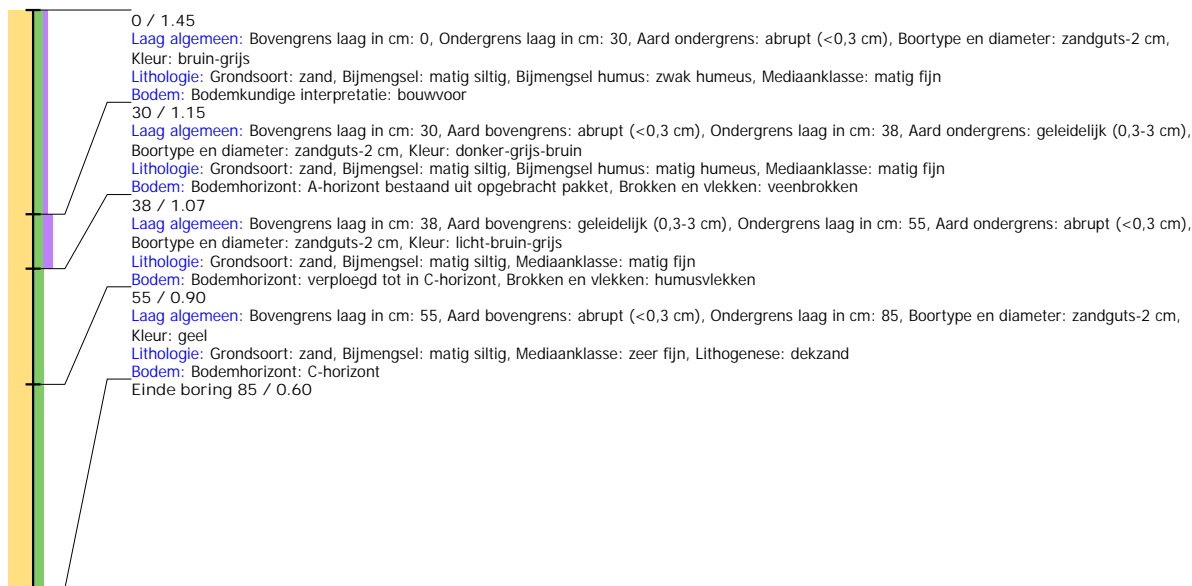 0 / 1.45
Laag algemeen: Bovengrens laag in cm: 0, Ondergrens laag in cm: 30, Aard ondergrens: abrupt (<0,3 cm), Boortype en diameter: zandguts-2 cm,
Kleur: bruin-grijs
Lithologie: Grondsoort: zand, Bijmengsel: matig siltig, Bijmengsel humus: zwak humeus, Mediaanklasse: matig fijn
Bodem: Bodemkundige interpretatie: bouwvoor
30 / 1.15
Laag algemeen: Bovengrens laag in cm: 30, Aard bovengrens: abrupt (<0,3 cm), Ondergrens laag in cm: 38, Aard ondergrens: geleidelijk (0,3-3 cm),
Boortype en diameter: zandguts-2 cm, Kleur: donker-grijs-bruin
Lithologie: Grondsoort: zand, Bijmengsel: matig siltig, Bijmengsel humus: matig humeus, Mediaanklasse: matig fijn
Bodem: Bodemhorizont: A-horizont bestaand uit opgebracht pakket, Brokken en vlekken: veenbrokken
38 / 1.07
Laag algemeen: Bovengrens laag in cm: 38, Aard bovengrens: geleidelijk (0,3-3 cm), Ondergrens laag in cm: 55, Aard ondergrens: abrupt (<0,3 cm),
Boortype en diameter: zandguts-2 cm, Kleur: licht-bruin-grijs
Lithologie: Grondsoort: zand, Bijmengsel: matig siltig, Mediaanklasse: matig fijn
Bodem: Bodemhorizont: verploegd tot in C-horizont, Brokken en vlekken: humusvlekken
55 / 0.90
Laag algemeen: Bovengrens laag in cm: 55, Aard bovengrens: abrupt (<0,3 cm), Ondergrens laag in cm: 85, Boortype en diameter: zandguts-2 cm,
Kleur: geel
Lithologie: Grondsoort: zand, Bijmengsel: matig siltig, Mediaanklasse: zeer fijn, Lithogenese: dekzand
Bodem: Bodemhorizont: C-horizont
Einde boring 85 / 0.60